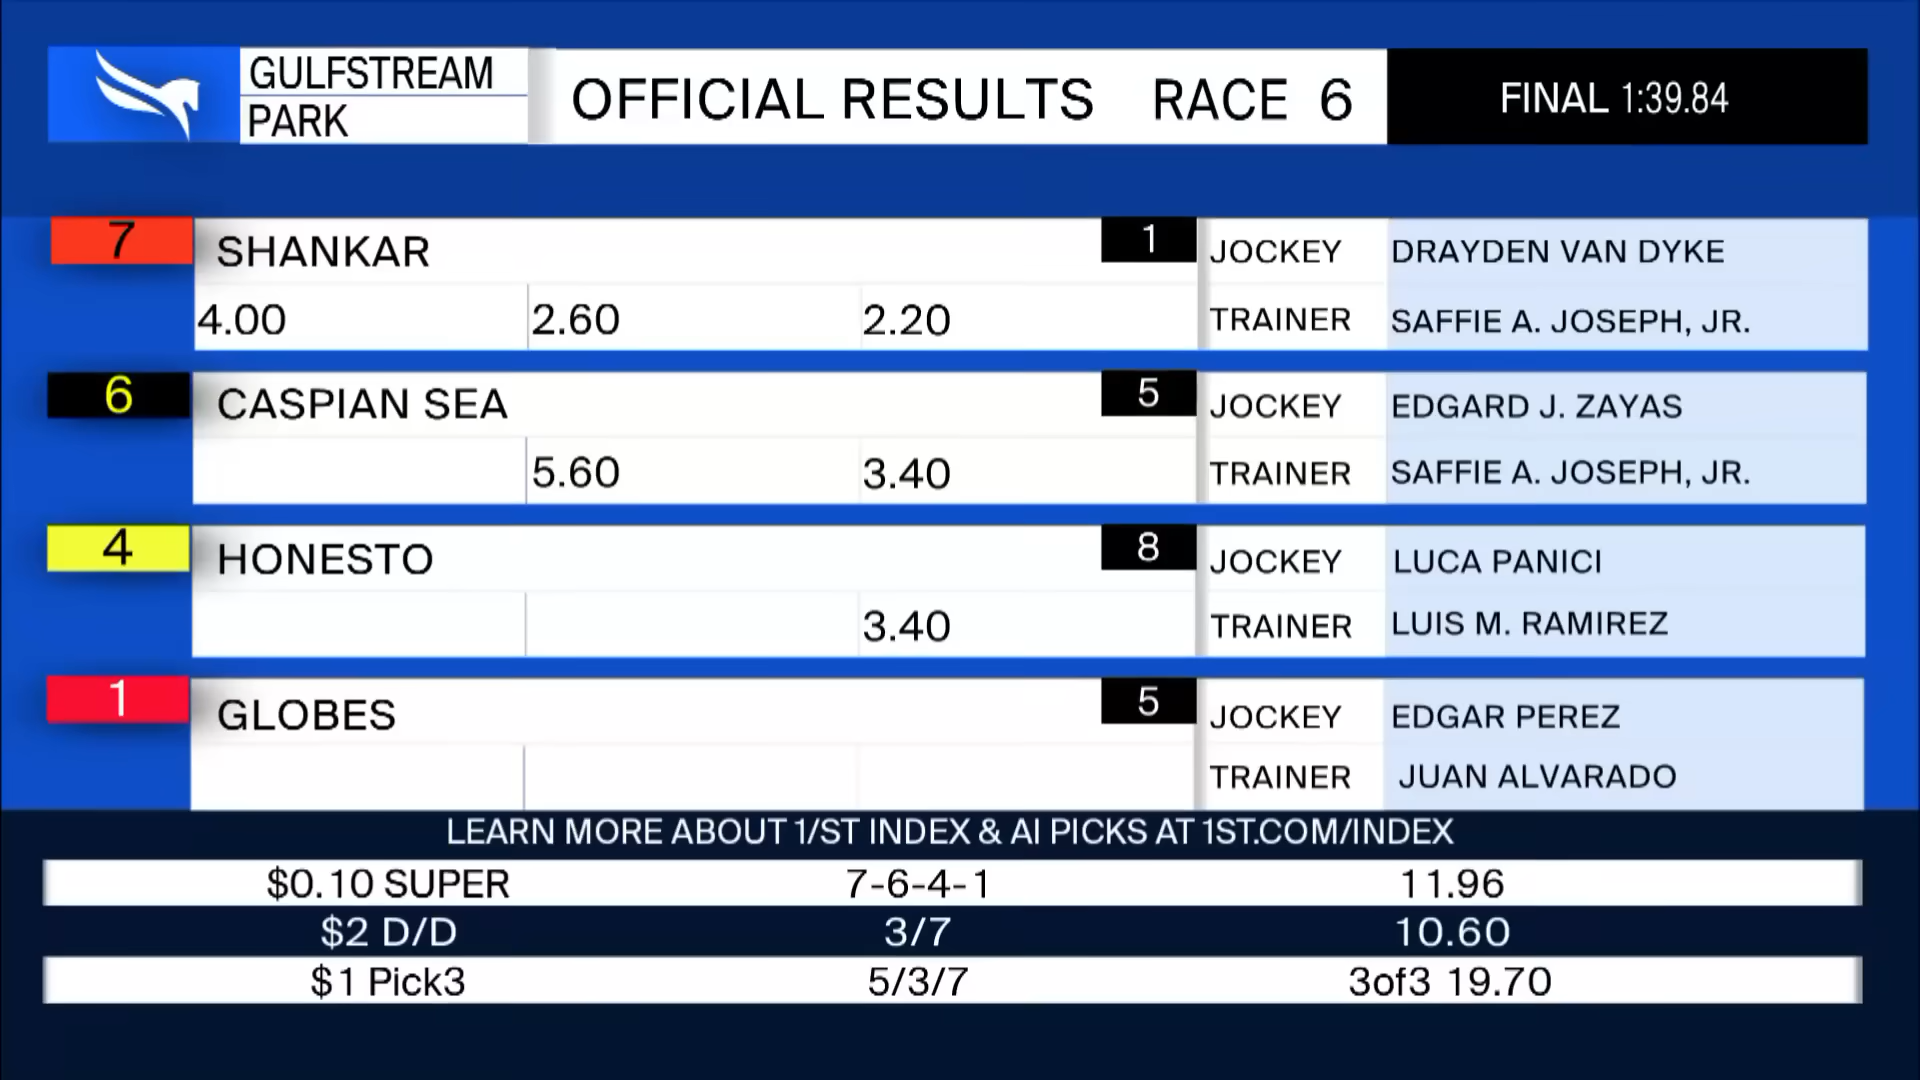 GULFSTREAM
PARK
OFFICIAL RESULTS RACE 6
FINAL 1:39.84
7 SHANKAR 1 JOCKEY DRAYDEN VAN DYKE
4.00 2.60 2.20 TRAINER SAFFIE A. JOSEPH, JR.
6 CASPIAN SEA 5 JOCKEY EDGARD J. ZAYAS
5.60 3.40 TRAINER SAFFIE A. JOSEPH, JR.
4 HONESTO 8 JOCKEY LUCA PANICI
3.40 TRAINER LUIS M. RAMIREZ
1 GLOBES 5 JOCKEY EDGAR PEREZ
TRAINER JUAN ALVARADO
LEARN MORE ABOUT 1/ST INDEX & AI PICKS AT 1ST.COM/INDEX
$0.10 SUPER 7-6-4-1 11.96
$2 D/D 3/7 10.60
$1 Pick3 5/3/7 3of3 19.70